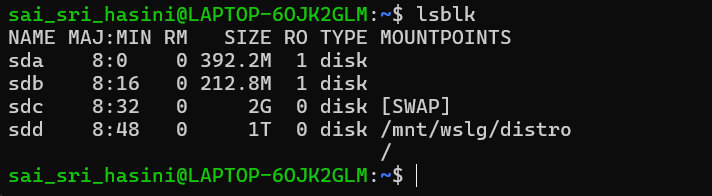 sai_sri_hasini@LAPTOP-6OJK2GLM:~$ lsblk
NAME MAJ:MIN RM   SIZE RO TYPE MOUNTPOINTS
sda    8:0    0 392.2M  1 disk
sdb    8:16   0 212.8M  1 disk
sdc    8:32   0     2G  0 disk [SWAP]
sdd    8:48   0     1T  0 disk /mnt/wslg/distro
                               /
sai_sri_hasini@LAPTOP-6OJK2GLM:~$